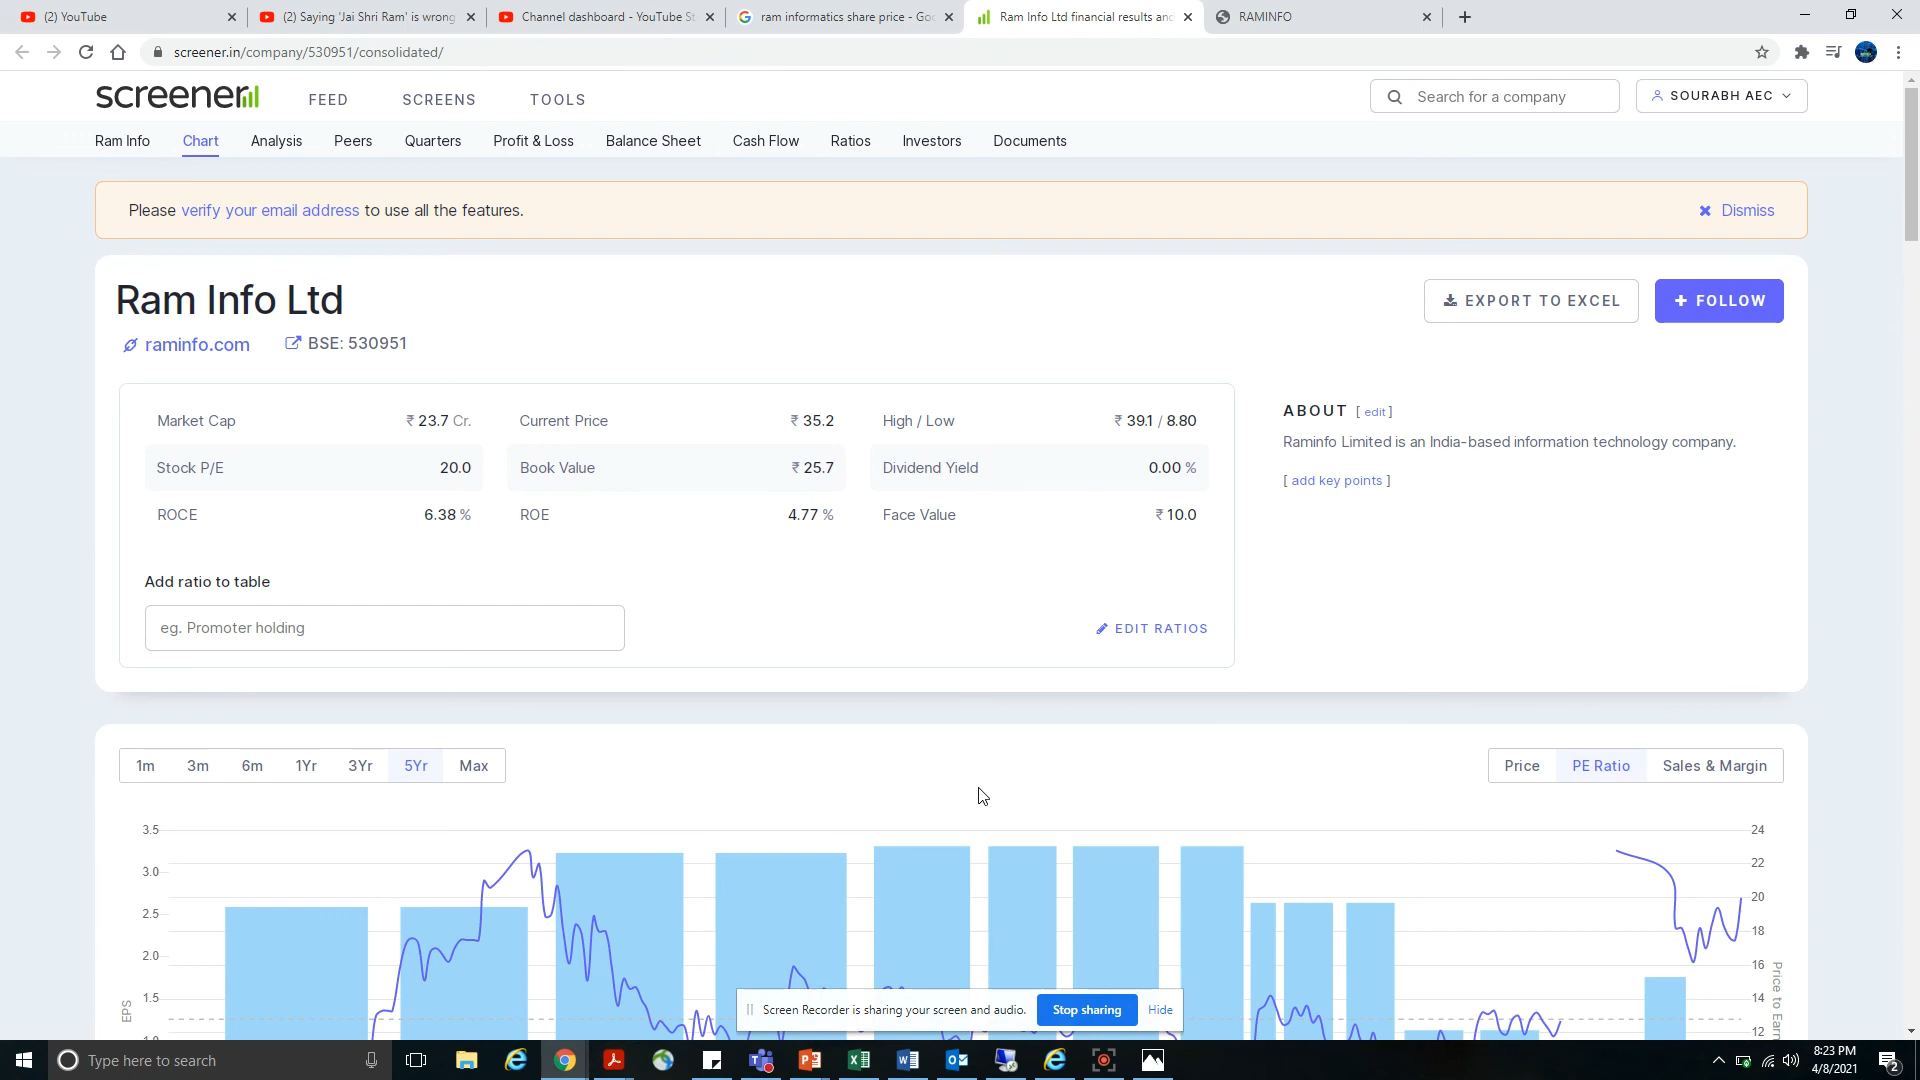 (2) YouTube
(2) Saying 'Jai Shri Ram' is wrong
Channel dashboard - YouTube St
ram informatics share price - Goo
Ram Info Ltd financial results and
RAMINFO
screener.in/company/530951/consolidated/
screener
FEED
SCREENS
TOOLS
Search for a company
SOURABH AEC
Ram Info
Chart
Analysis
Peers
Quarters
Profit & Loss
Balance Sheet
Cash Flow
Ratios
Investors
Documents
Please verify your email address to use all the features.
Dismiss
Ram Info Ltd
EXPORT TO EXCEL
+ FOLLOW
raminfo.com
BSE: 530951
Market Cap ₹ 23.7 Cr.
Current Price ₹ 35.2
High / Low ₹ 39.1 / 8.80
Stock P/E 20.0
Book Value ₹ 25.7
Dividend Yield 0.00 %
ROCE 6.38 %
ROE 4.77 %
Face Value ₹ 10.0
ABOUT [ edit ]
Raminfo Limited is an India-based information technology company.
[ add key points ]
Add ratio to table
eg. Promoter holding
EDIT RATIOS
1m
3m
6m
1Yr
3Yr
5Yr
Max
Price
PE Ratio
Sales & Margin
3.5
3.0
2.5
2.0
1.5
1.0
EPS
24
22
20
18
16
14
12
Price to Earn
Screen Recorder is sharing your screen and audio.
Stop sharing
Hide
Type here to search
8:23 PM
4/8/2021
2